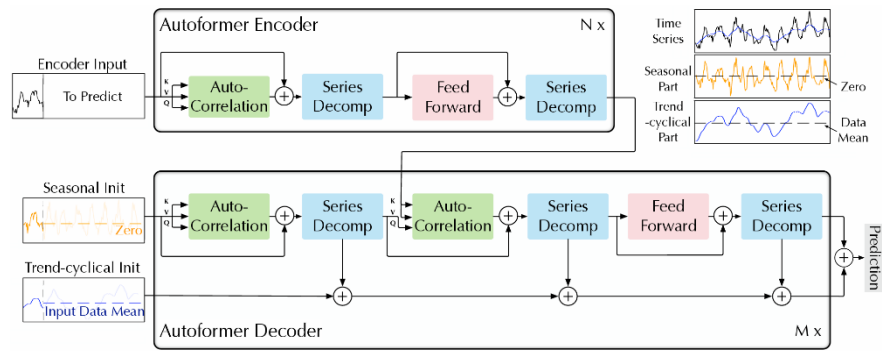 Autoformer Encoder
N x
Encoder Input
To Predict
K
V
Q
Auto-
Correlation
Series
Decomp
Feed
Forward
Series
Decomp
Time
Series
Seasonal
Part
Zero
Trend
-cyclical
Part
Data
Mean
Seasonal Init
Zero
K
V
Q
Auto-
Correlation
Series
Decomp
K
V
Q
Auto-
Correlation
Series
Decomp
Feed
Forward
Series
Decomp
Prediction
Trend-cyclical Init
Input Data Mean
Autoformer Decoder
M x